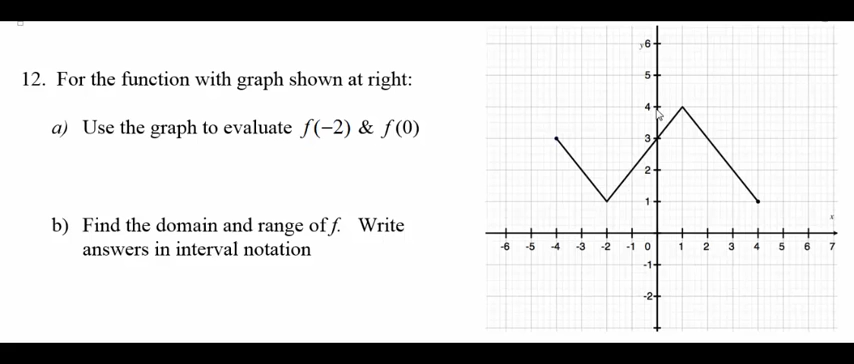 12. For the function with graph shown at right:
a) Use the graph to evaluate f(−2) & f(0)
b) Find the domain and range of f. Write
answers in interval notation
y 6
5
4
3
2
1
x
-6 -5 -4 -3 -2 -1 0 1 2 3 4 5 6 7
-1
-2